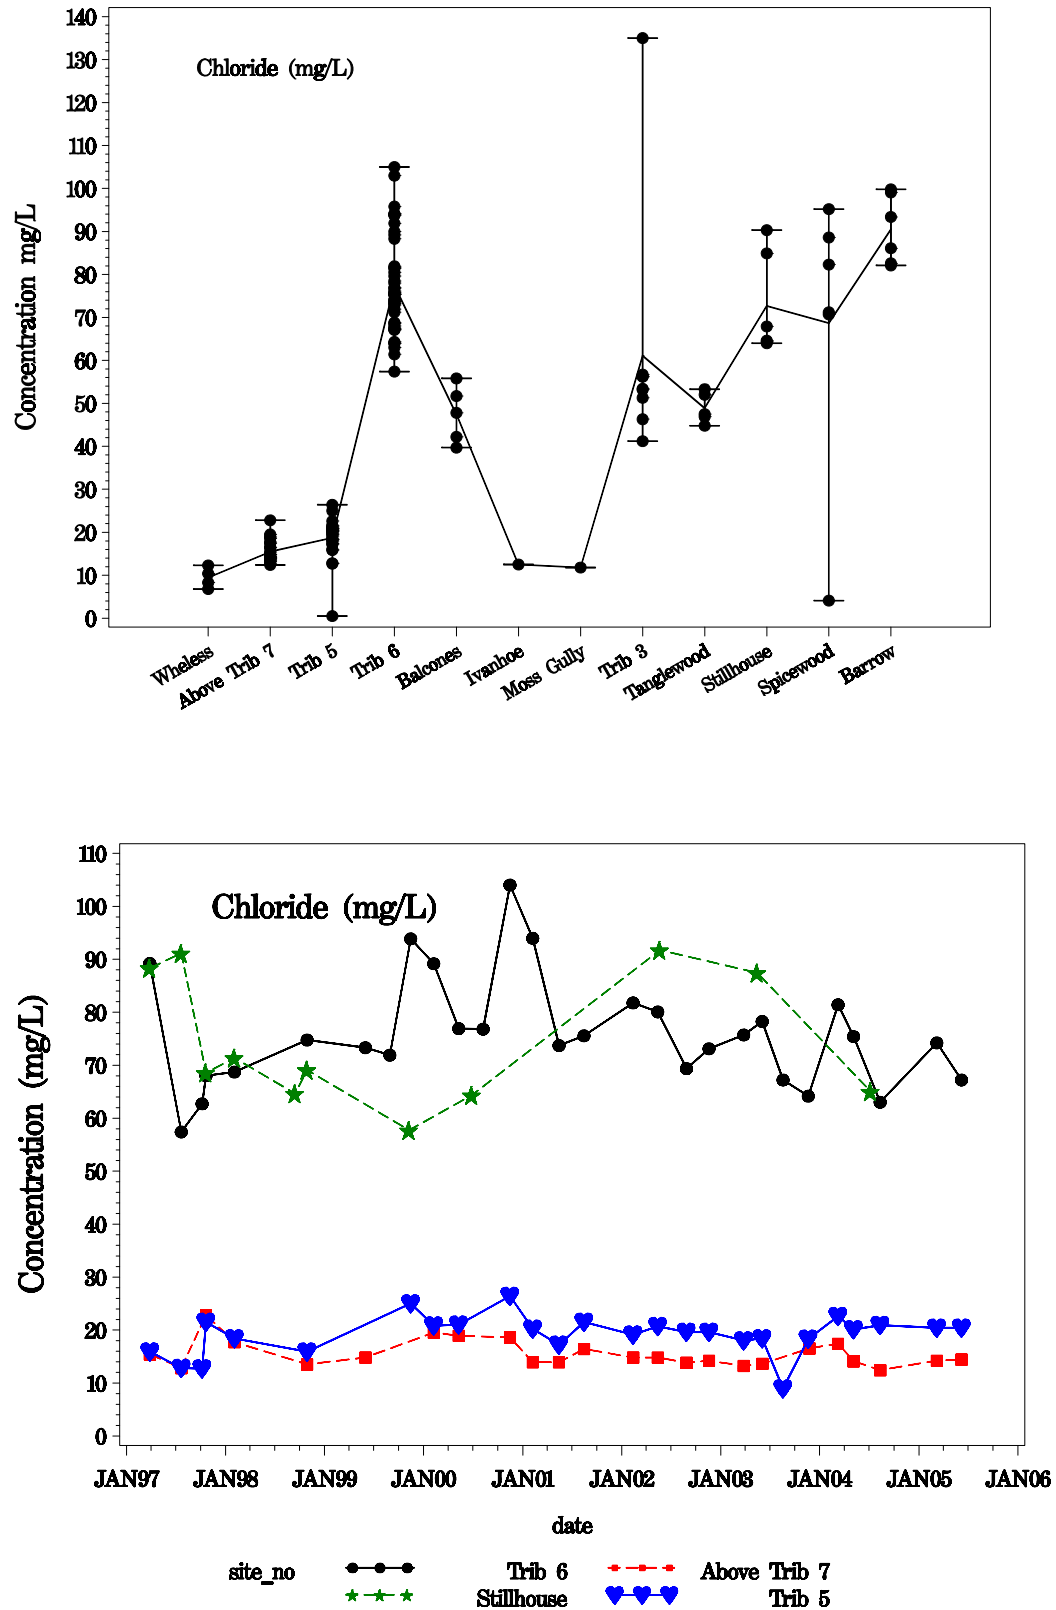 Chloride (mg/L)
Concentration mg/L
140
130
120
110
100
90
80
70
60
50
40
30
20
10
0
Wheless
Above Trib 7
Trib 5
Trib 6
Balcones
Ivanhoe
Moss Gully
Trib 3
Tanglewood
Stillhouse
Spicewood
Barrow
Chloride (mg/L)
Concentration (mg/L)
110
100
90
80
70
60
50
40
30
20
10
0
JAN97 JAN98 JAN99 JAN00 JAN01 JAN02 JAN03 JAN04 JAN05 JAN06
date
site_no Trib 6 Above Trib 7
Stillhouse Trib 5